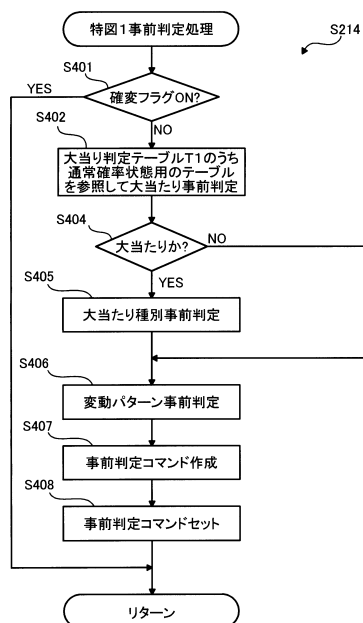 特図1事前判定処理
S214
S401
YES
確変フラグON?
S402
NO
大当り判定テーブルT1のうち
通常確率状態用のテーブル
を参照して大当たり事前判定
S404
大当たりか?
NO
YES
S405
大当たり種別事前判定
S406
変動パターン事前判定
S407
事前判定コマンド作成
S408
事前判定コマンドセット
リターン